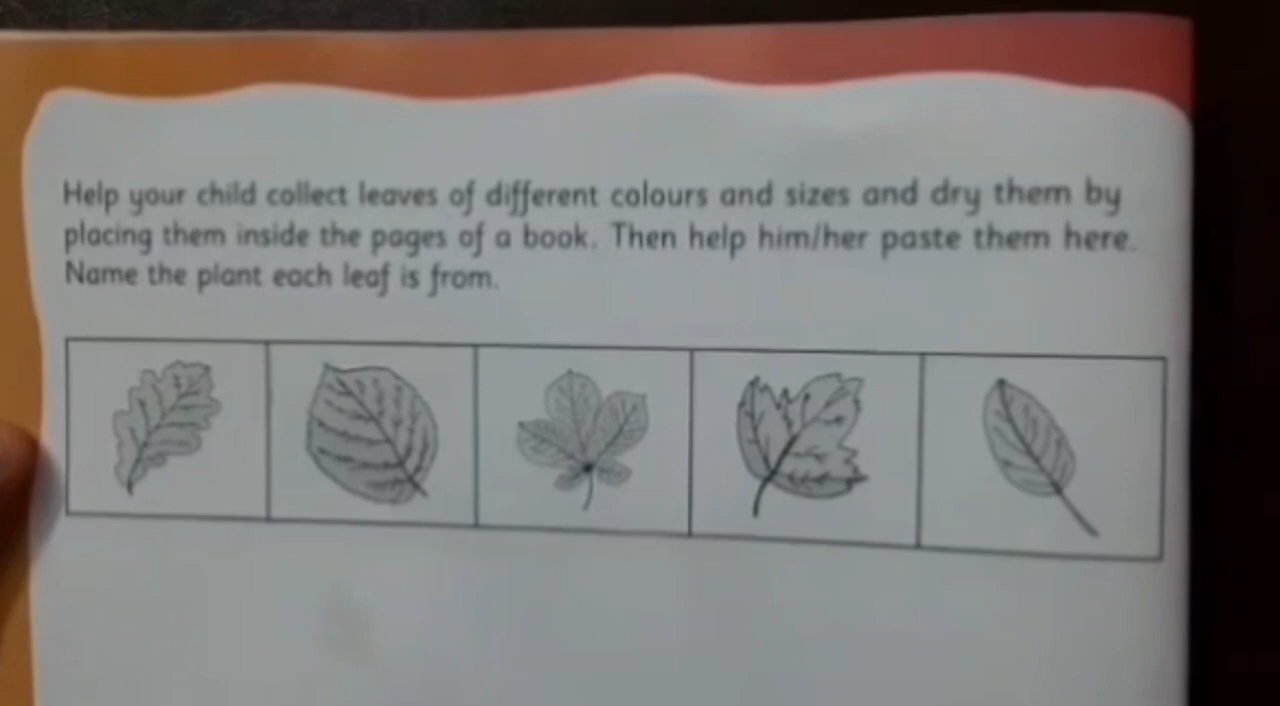 Help your child collect leaves of different colours and sizes and dry them by
placing them inside the pages of a book. Then help him/her paste them here.
Name the plant each leaf is from.